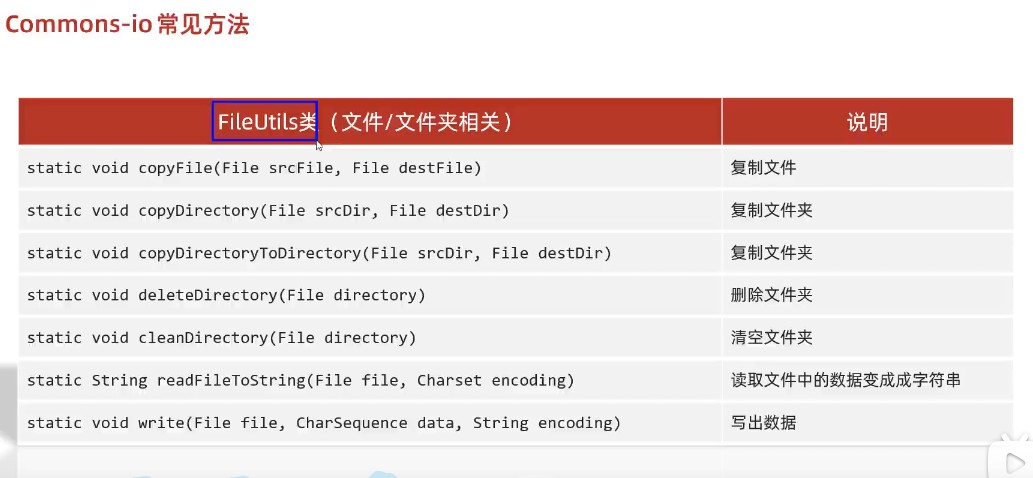 Commons-io 常见方法
FileUtils类（文件/文件夹相关） 说明
static void copyFile(File srcFile, File destFile) 复制文件
static void copyDirectory(File srcDir, File destDir) 复制文件夹
static void copyDirectoryToDirectory(File srcDir, File destDir) 复制文件夹
static void deleteDirectory(File directory) 删除文件夹
static void cleanDirectory(File directory) 清空文件夹
static String readFileToString(File file, Charset encoding) 读取文件中的数据变成成字符串
static void write(File file, CharSequence data, String encoding) 写出数据